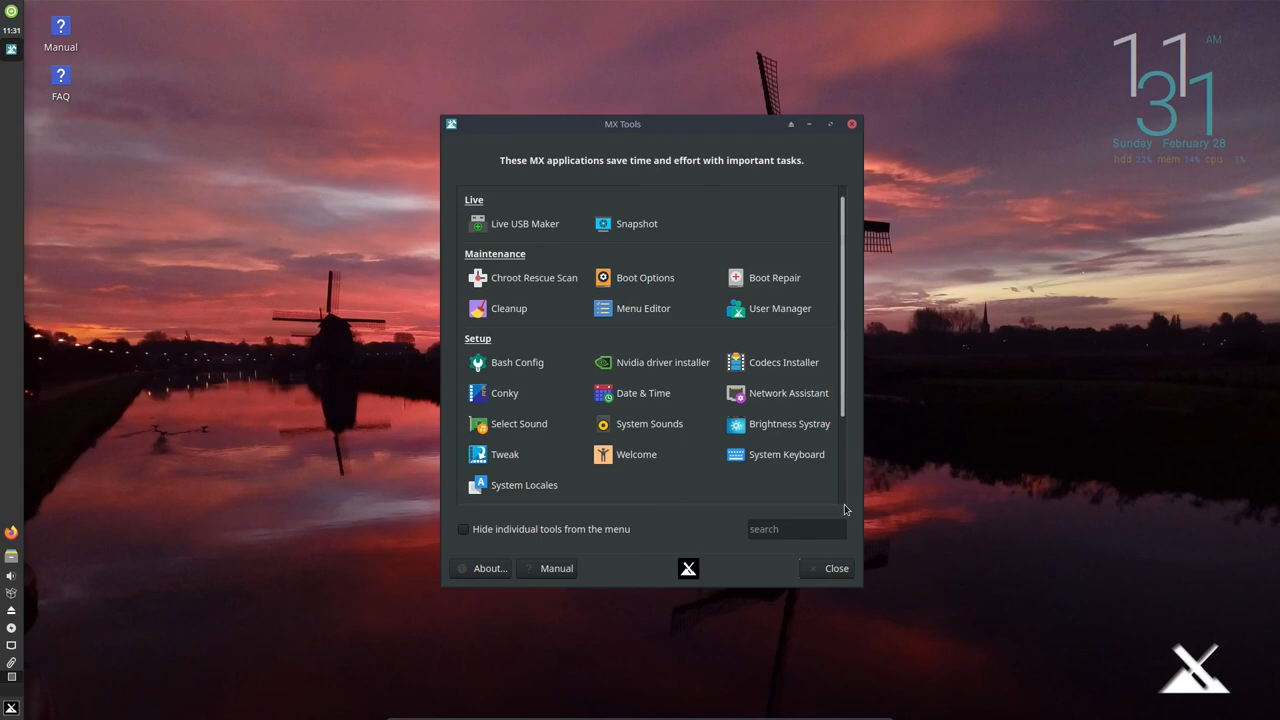 11:31
Manual
FAQ
11 AM
31
Sunday February 28
hdd 22% mem 14% cpu 1%
MX Tools
These MX applications save time and effort with important tasks.
Live
Live USB Maker Snapshot
Maintenance
Chroot Rescue Scan Boot Options Boot Repair
Cleanup Menu Editor User Manager
Setup
Bash Config Nvidia driver installer Codecs Installer
Conky Date & Time Network Assistant
Select Sound System Sounds Brightness Systray
Tweak Welcome System Keyboard
System Locales
Hide individual tools from the menu search
About... Manual Close